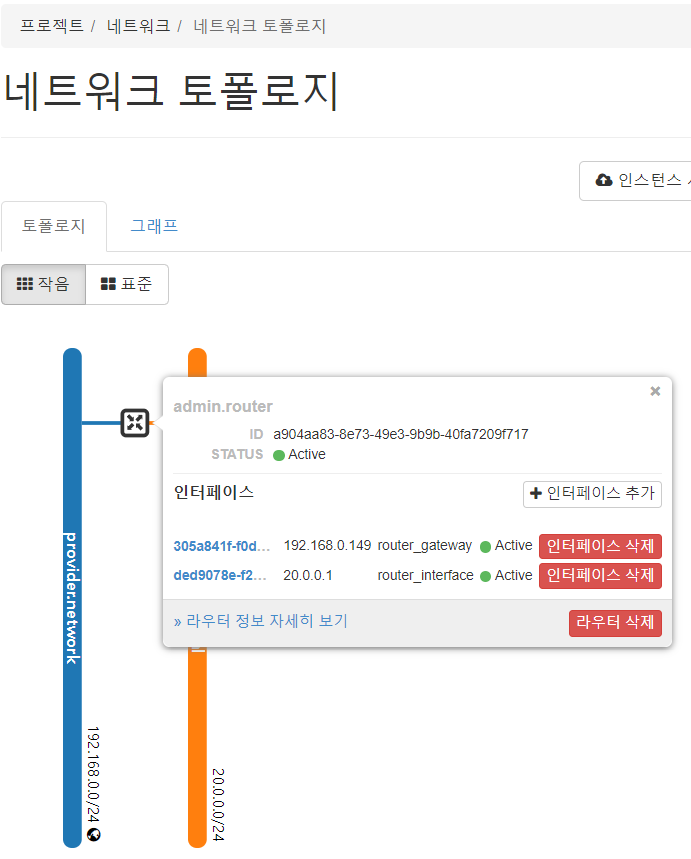 프로젝트 / 네트워크 / 네트워크 토폴로지
네트워크 토폴로지
인스턴스
토폴로지 그래프
작음 표준
admin.router
ID a904aa83-8e73-49e3-9b9b-40fa7209f717
STATUS Active
인터페이스 인터페이스 추가
305a841f-f0d... 192.168.0.149 router_gateway Active 인터페이스 삭제
ded9078e-f2... 20.0.0.1 router_interface Active 인터페이스 삭제
» 라우터 정보 자세히 보기 라우터 삭제
provider.network
192.168.0.0/24
20.0.0.0/24